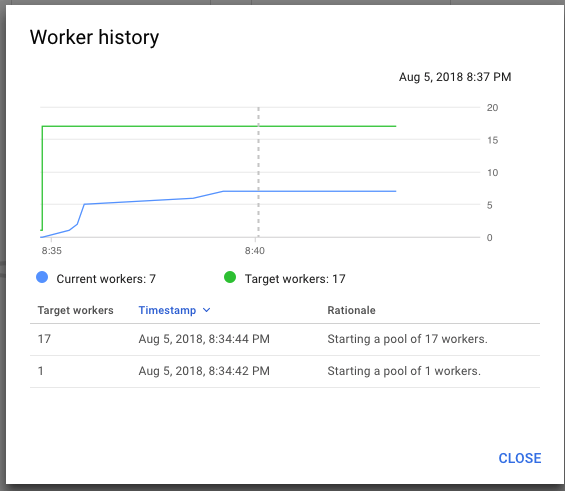 Worker history
Aug 5, 2018 8:37 PM
20
15
10
5
0
8:35 8:40
Current workers: 7 Target workers: 17
Target workers Timestamp Rationale
17 Aug 5, 2018, 8:34:44 PM Starting a pool of 17 workers.
1 Aug 5, 2018, 8:34:42 PM Starting a pool of 1 workers.
CLOSE